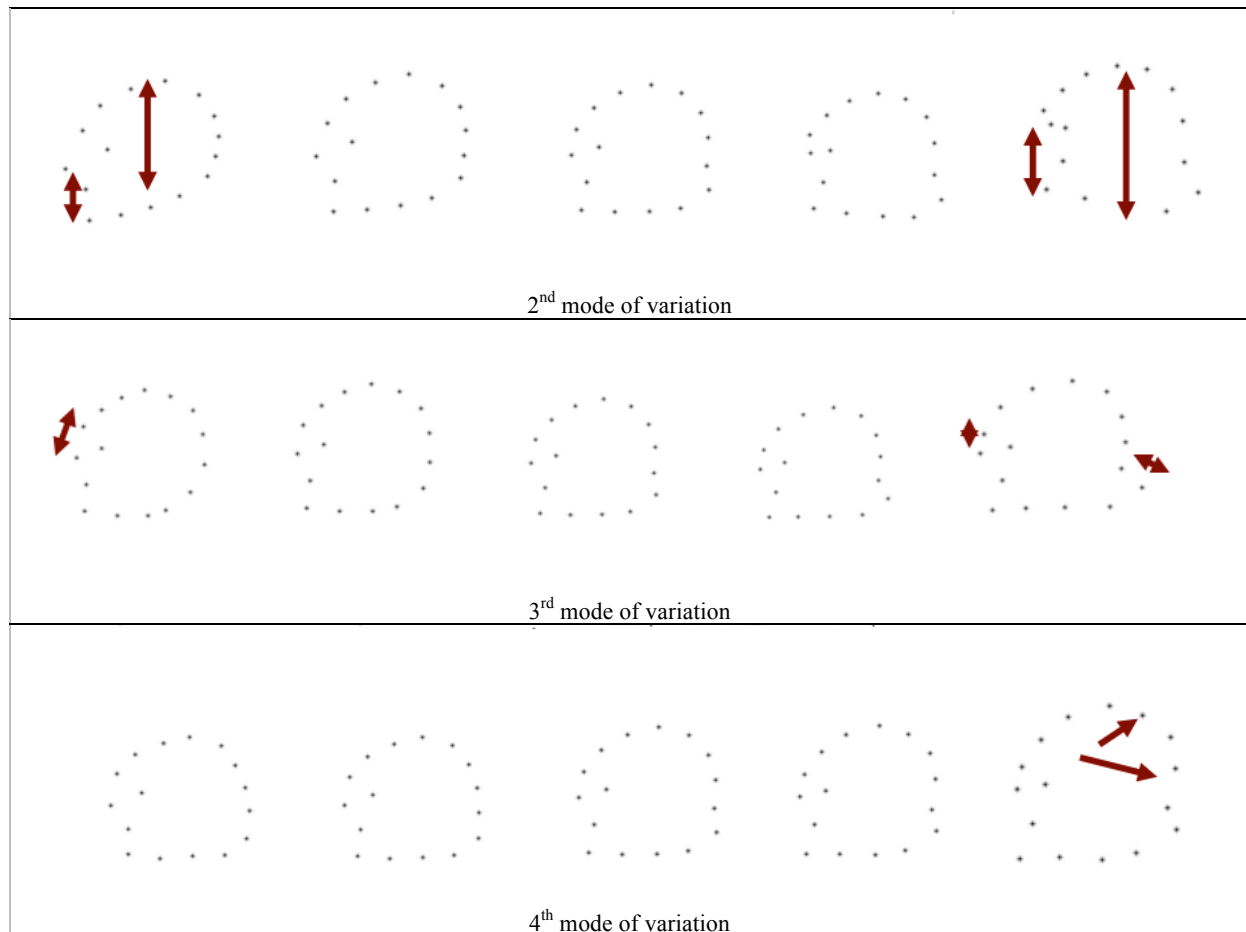 2nd mode of variation
3rd mode of variation
4th mode of variation